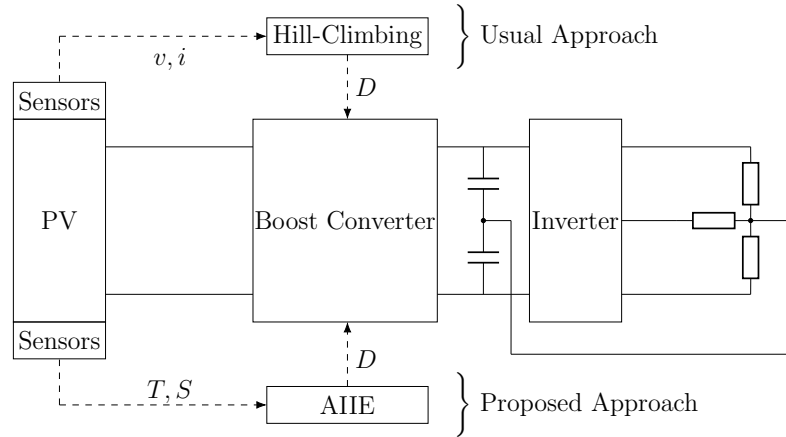 Hill-Climbing
Usual Approach
v, i
D
Sensors
PV
Boost Converter
Inverter
Sensors
D
T, S
AIIE
Proposed Approach